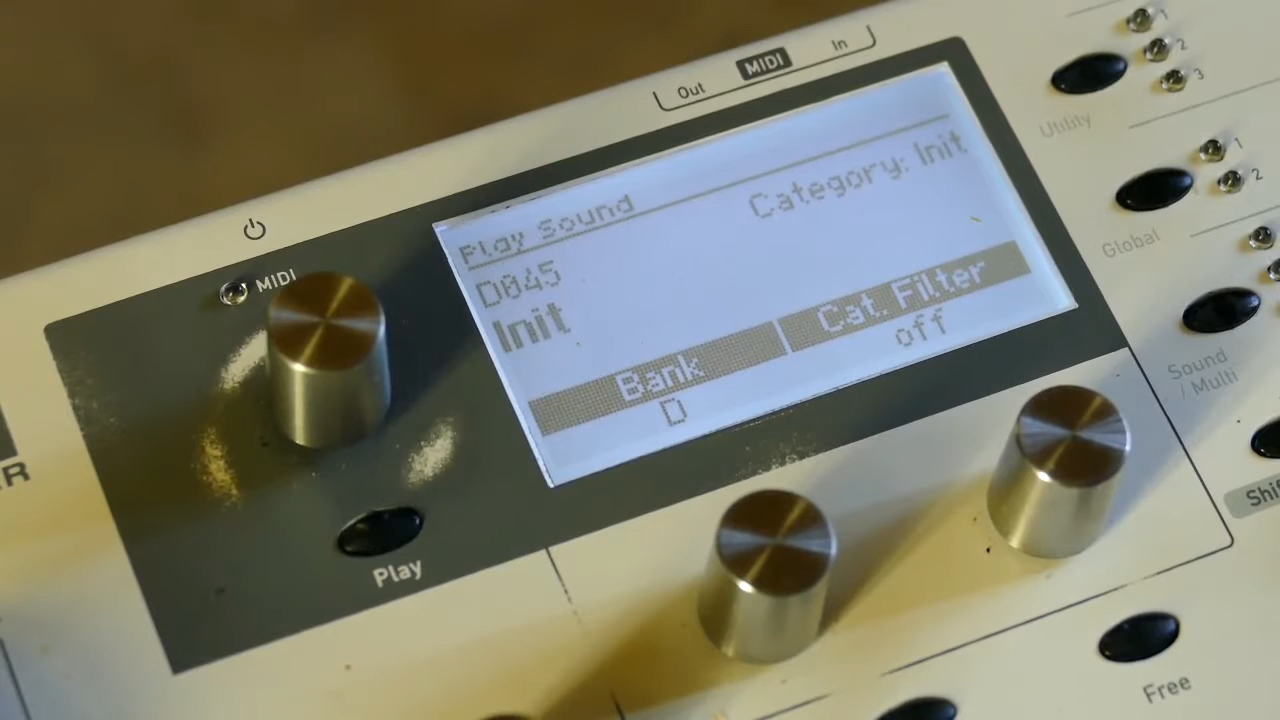 Out MIDI In
1
2
3
Utility
1
2
Global
Sound
/ Multi
MIDI
Play Sound
Category: Init
D045
Init
Bank
Cat. Filter
D
off
Play
Free